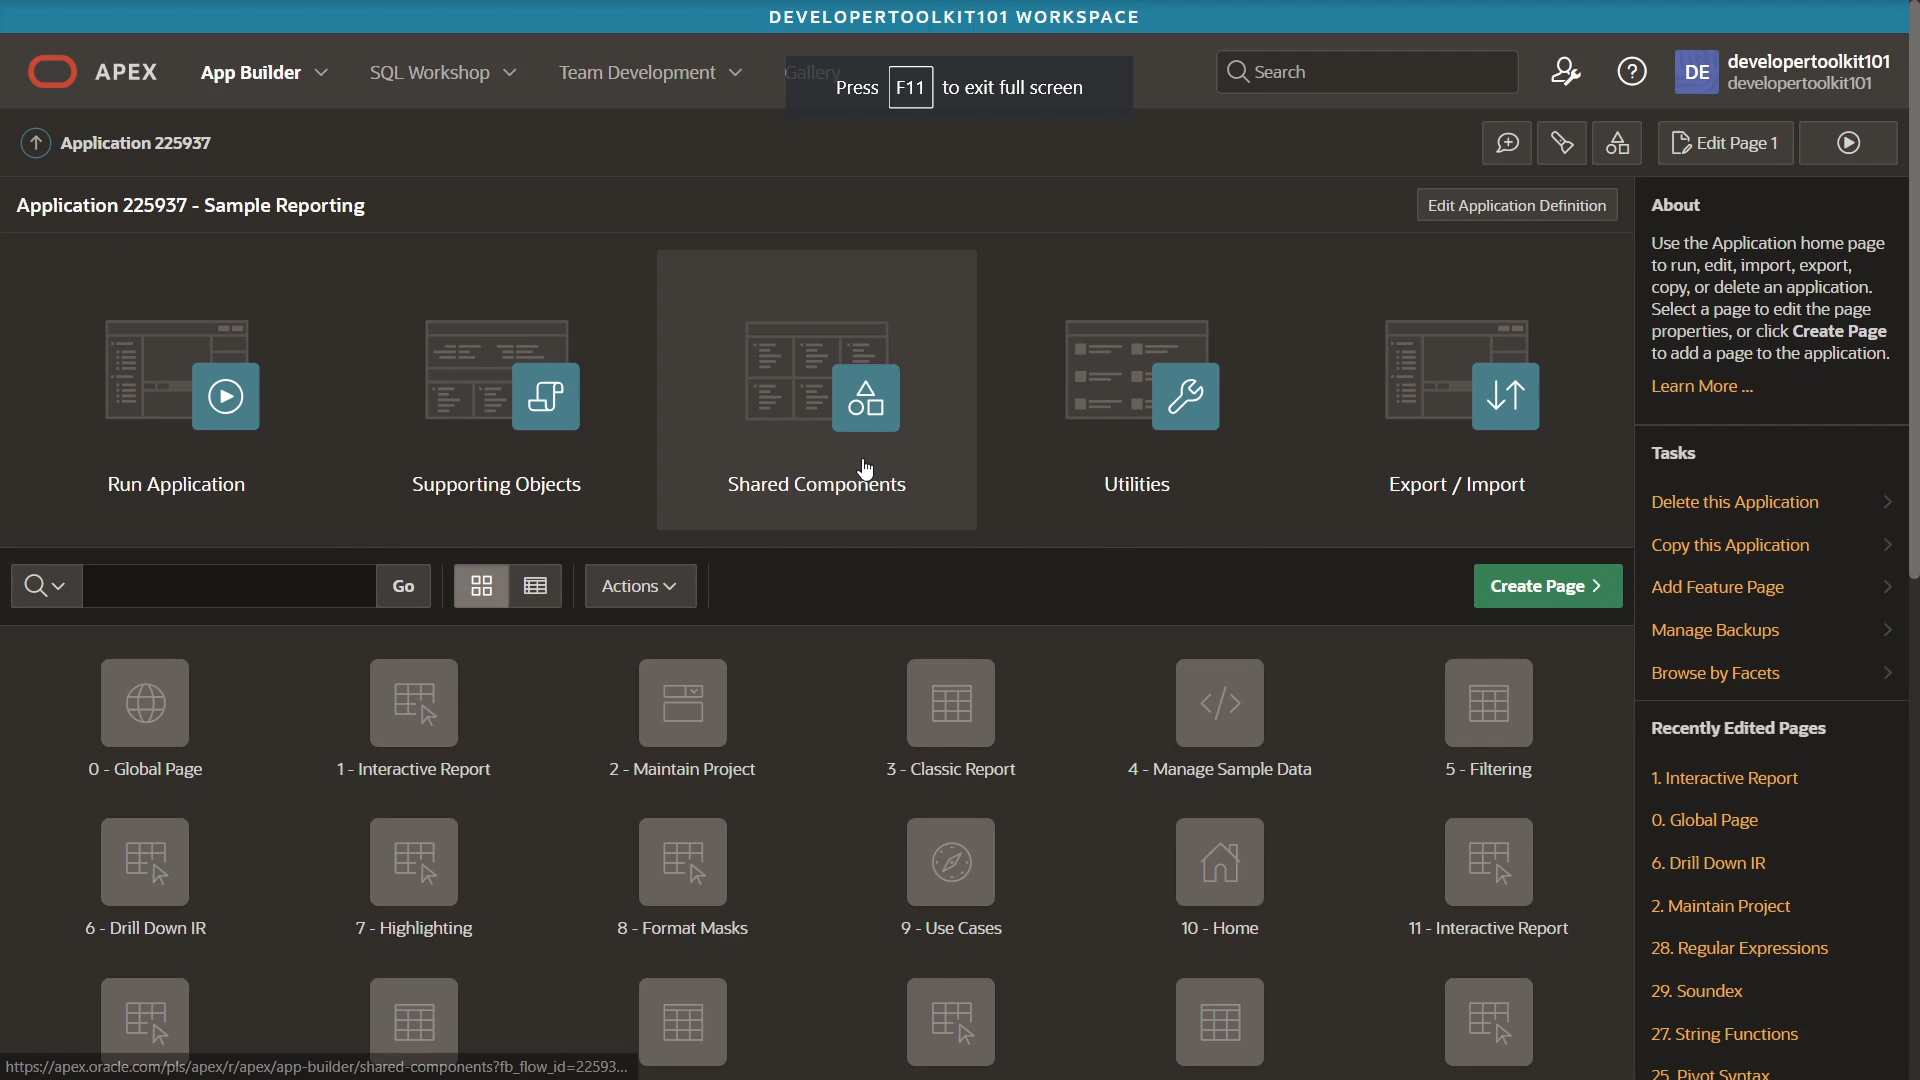 DEVELOPERTOOLKIT101 WORKSPACE
APEX
App Builder
SQL Workshop
Team Development
Gallery
Press F11 to exit full screen
Search
DE
developertoolkit101
developertoolkit101
Application 225937
Edit Page 1
Application 225937 - Sample Reporting
Edit Application Definition
Run Application
Supporting Objects
Shared Components
Utilities
Export / Import
Go
Actions
Create Page
0 - Global Page
1 - Interactive Report
2 - Maintain Project
3 - Classic Report
4 - Manage Sample Data
5 - Filtering
6 - Drill Down IR
7 - Highlighting
8 - Format Masks
9 - Use Cases
10 - Home
11 - Interactive Report
About
Use the Application home page
to run, edit, import, export,
copy, or delete an application.
Select a page to edit the page
properties, or click Create Page
to add a page to the application.
Learn More ...
Tasks
Delete this Application
Copy this Application
Add Feature Page
Manage Backups
Browse by Facets
Recently Edited Pages
1. Interactive Report
0. Global Page
6. Drill Down IR
2. Maintain Project
28. Regular Expressions
29. Soundex
27. String Functions
25. Pivot Syntax
https://apex.oracle.com/pls/apex/r/apex/app-builder/shared-components?fb_flow_id=22593...